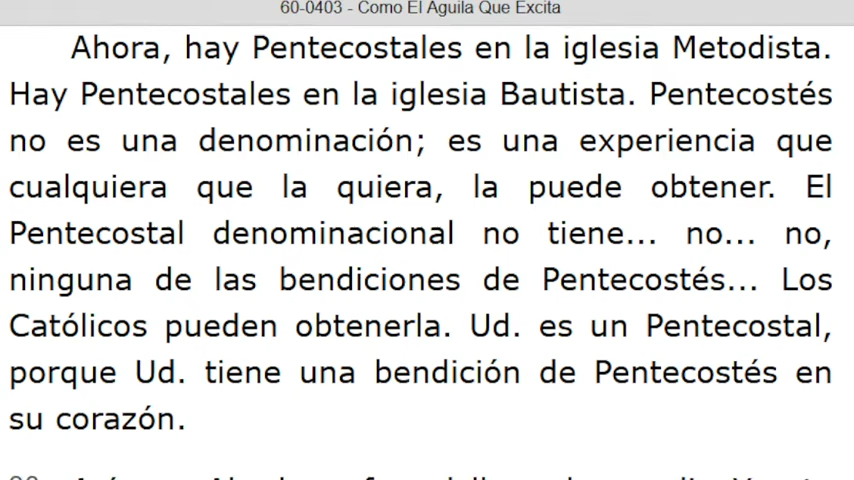 60-0403 - Como El Aguila Que Excita
Ahora, hay Pentecostales en la iglesia Metodista.
Hay Pentecostales en la iglesia Bautista. Pentecostés
no es una denominación; es una experiencia que
cualquiera que la quiera, la puede obtener. El
Pentecostal denominacional no tiene... no... no,
ninguna de las bendiciones de Pentecostés... Los
Católicos pueden obtenerla. Ud. es un Pentecostal,
porque Ud. tiene una bendición de Pentecostés en
su corazón.